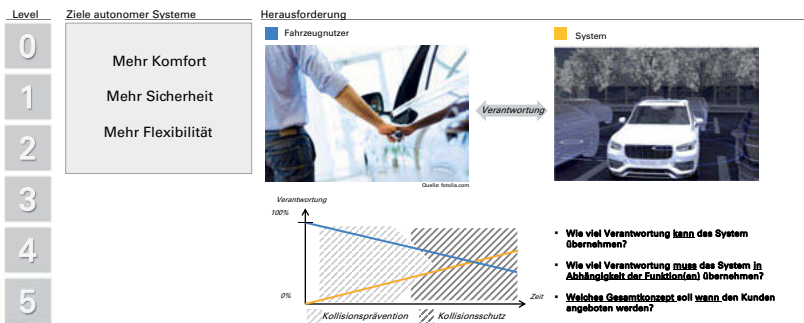 Level
Ziele autonomer Systeme
Herausforderung
0
1
2
3
4
5
Mehr Komfort
Mehr Sicherheit
Mehr Flexibilität
Fahrzeugnutzer
System
Verantwortung
Quelle: fotolia.com
Verantwortung
100%
0%
Zeit
Kollisionsprävention
Kollisionsschutz
▪ Wie viel Verantwortung kann das System
übernehmen?
▪ Wie viel Verantwortung muss das System in
Abhängigkeit der Funktion(en) übernehmen?
▪ Welches Gesamtkonzept soll wann den Kunden
angeboten werden?